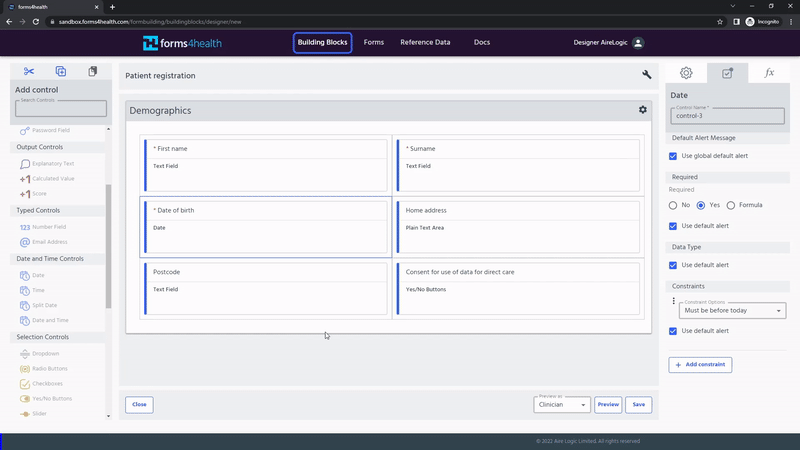 forms4health
sandbox.forms4health.com/formbuilding/buildingblocks/designer/new
Incognito
forms4health
Building Blocks
Forms
Reference Data
Docs
Designer AireLogic
Add control
Search Controls
Password Field
Output Controls
Explanatory Text
Calculated Value
Score
Typed Controls
123 Number Field
Email Address
Date and Time Controls
Date
Time
Split Date
Date and Time
Selection Controls
Dropdown
Radio Buttons
Checkboxes
Yes/No Buttons
Slider
Patient registration
Demographics
* First name
Text Field
* Surname
Text Field
* Date of birth
Date
Home address
Plain Text Area
Postcode
Text Field
Consent for use of data for direct care
Yes/No Buttons
Close
Preview as
Clinician
Preview
Save
fx
Date
Control Name *
control-3
Default Alert Message
Use global default alert
Required
Required
No
Yes
Formula
Use default alert
Data Type
Use default alert
Constraints
Constraint Options
Must be before today
Use default alert
+ Add constraint
© 2022 Aire Logic Limited, All rights reserved